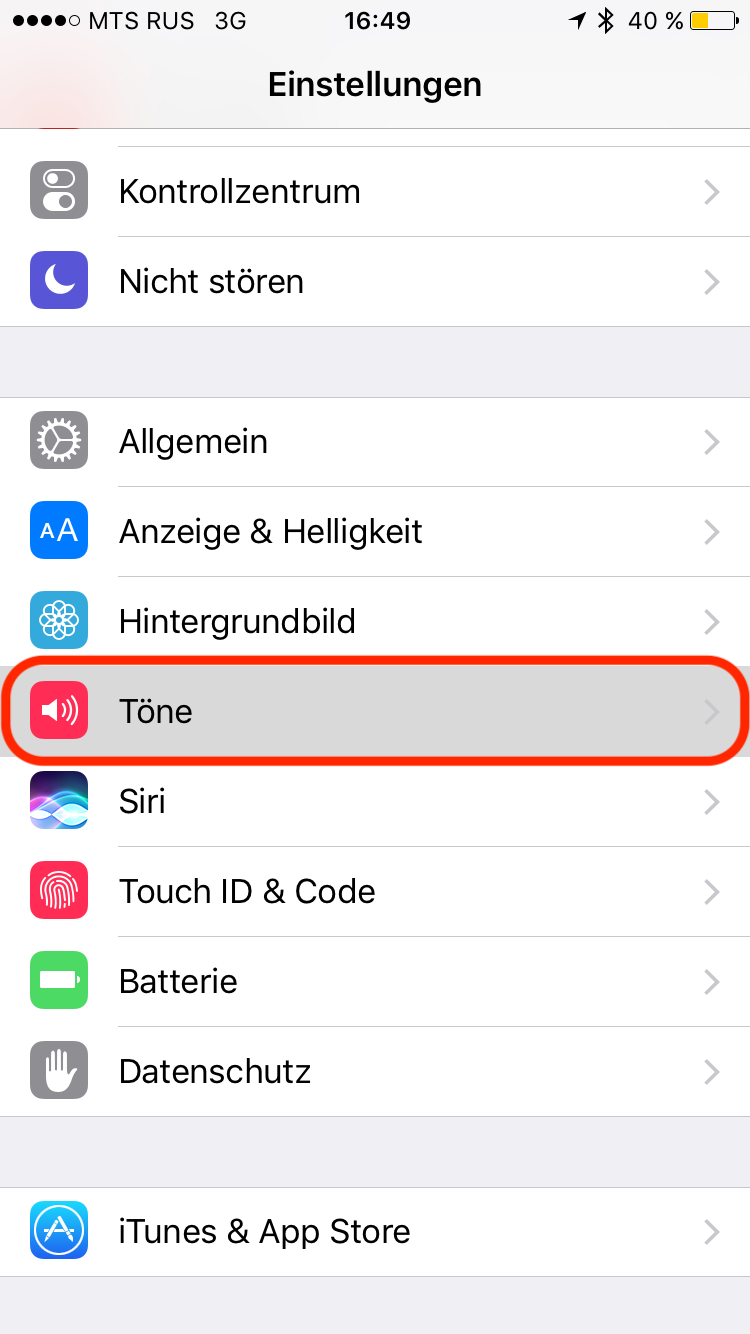 MTS RUS 3G 16:49 40 %
Einstellungen
Kontrollzentrum
Nicht stören
Allgemein
AA Anzeige & Helligkeit
Hintergrundbild
Töne
Siri
Touch ID & Code
Batterie
Datenschutz
iTunes & App Store